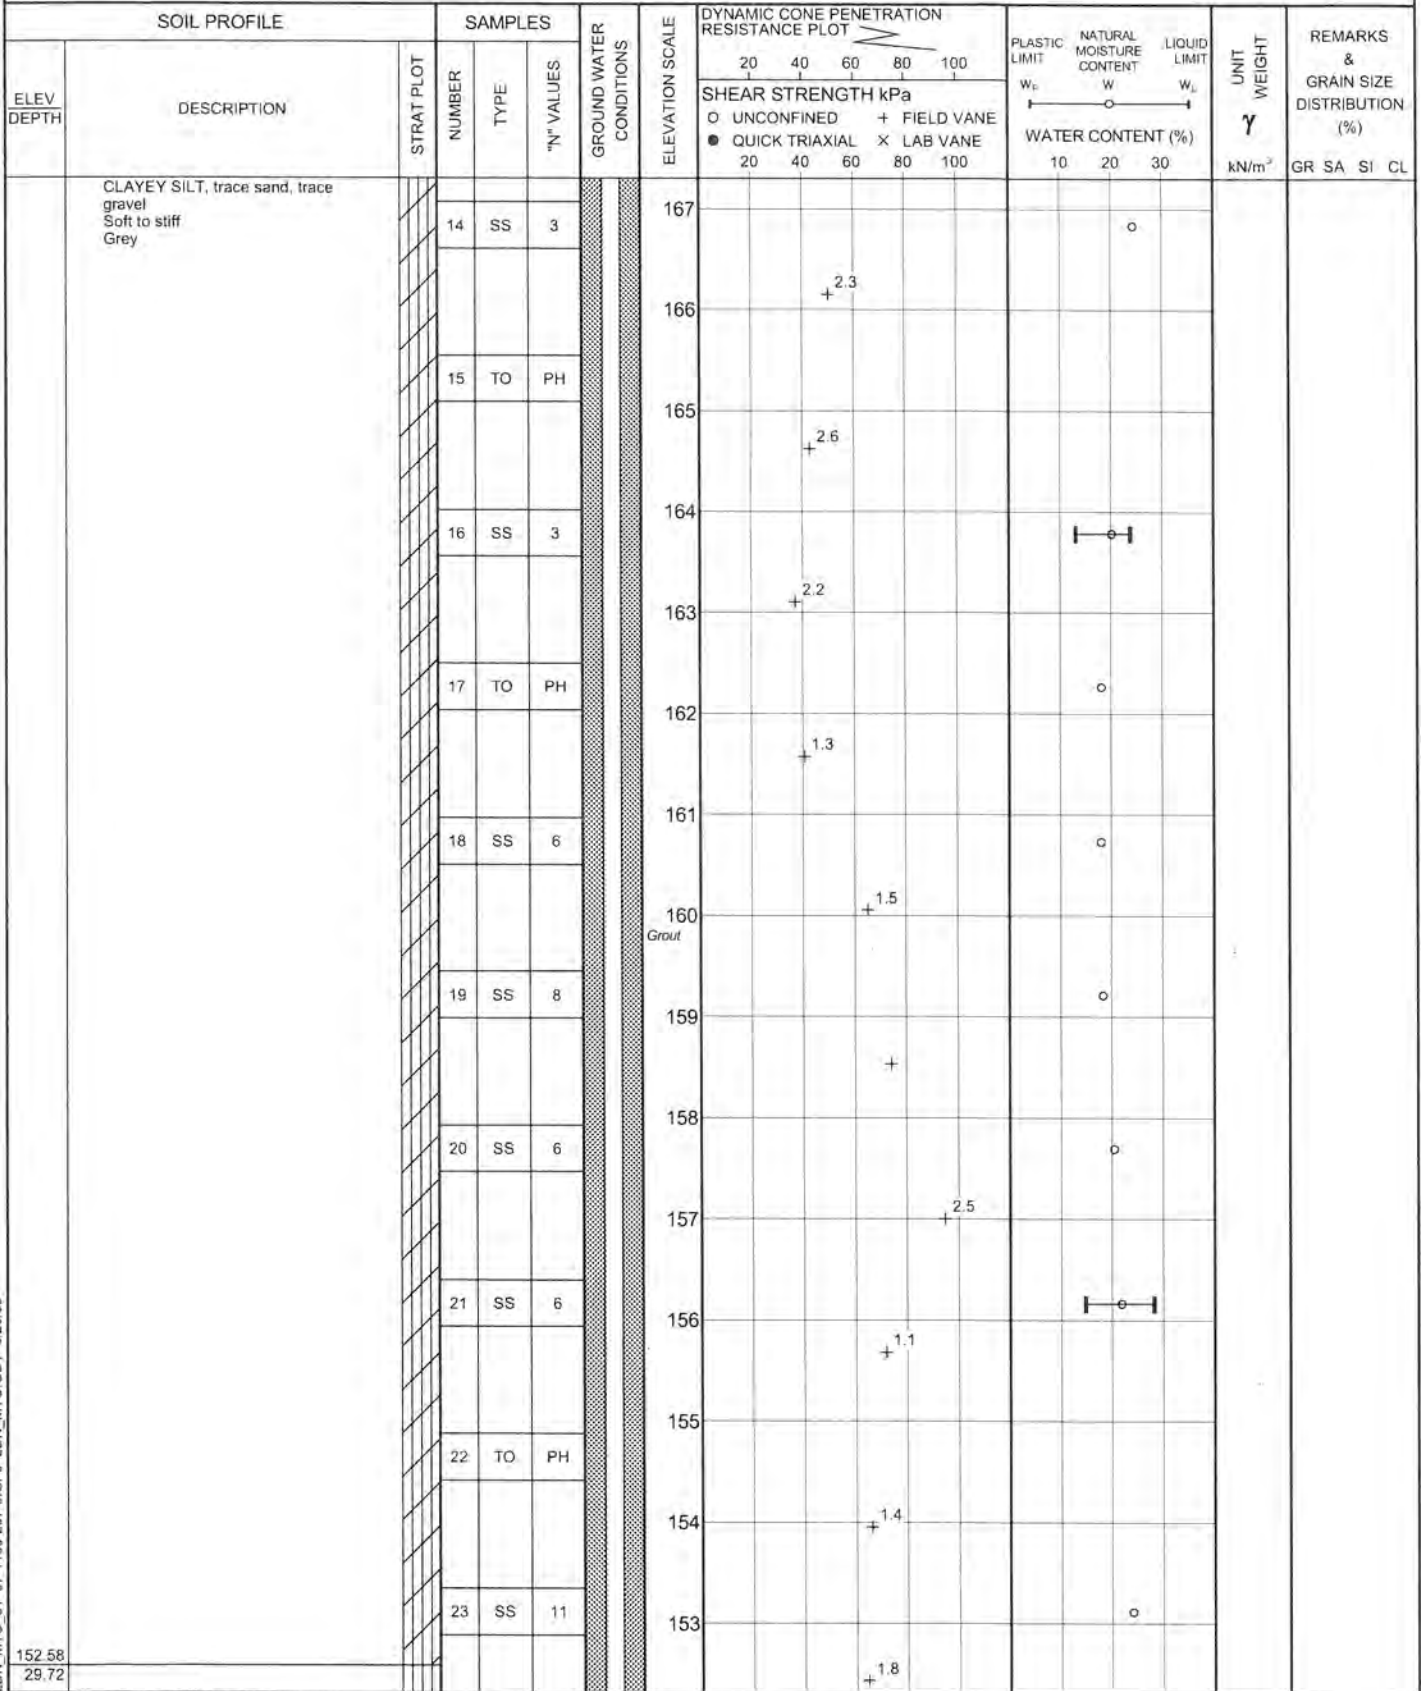 SOIL PROFILE
SAMPLES
GROUND WATER CONDITIONS
ELEVATION SCALE
DYNAMIC CONE PENETRATION
RESISTANCE PLOT
20 40 60 80 100
SHEAR STRENGTH kPa
O UNCONFINED + FIELD VANE
● QUICK TRIAXIAL × LAB VANE
20 40 60 80 100
PLASTIC LIMIT
NATURAL MOISTURE CONTENT
LIQUID LIMIT
WP W WL
WATER CONTENT (%)
10 20 30
UNIT WEIGHT
γ
kN/m³
REMARKS
&
GRAIN SIZE
DISTRIBUTION
(%)
GR SA SI CL
ELEV
DEPTH
DESCRIPTION
STRAT PLOT
NUMBER
TYPE
"N" VALUES
CLAYEY SILT, trace sand, trace
gravel
Soft to stiff
Grey
167
14 SS 3
2.3
166
15 TO PH
165
2.6
164
16 SS 3
2.2
163
17 TO PH
162
1.3
161
18 SS 6
1.5
160
Grout
19 SS 8
159
158
20 SS 6
2.5
157
21 SS 6
156
1.1
155
22 TO PH
154
1.4
23 SS 11
153
152.58
29.72
1.8